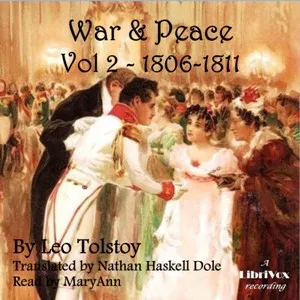 War & Peace
Vol 2 - 1806-1811
By Leo Tolstoy
Translated by Nathan Haskell Dole
Read by MaryAnn
A
LibriVox
recording